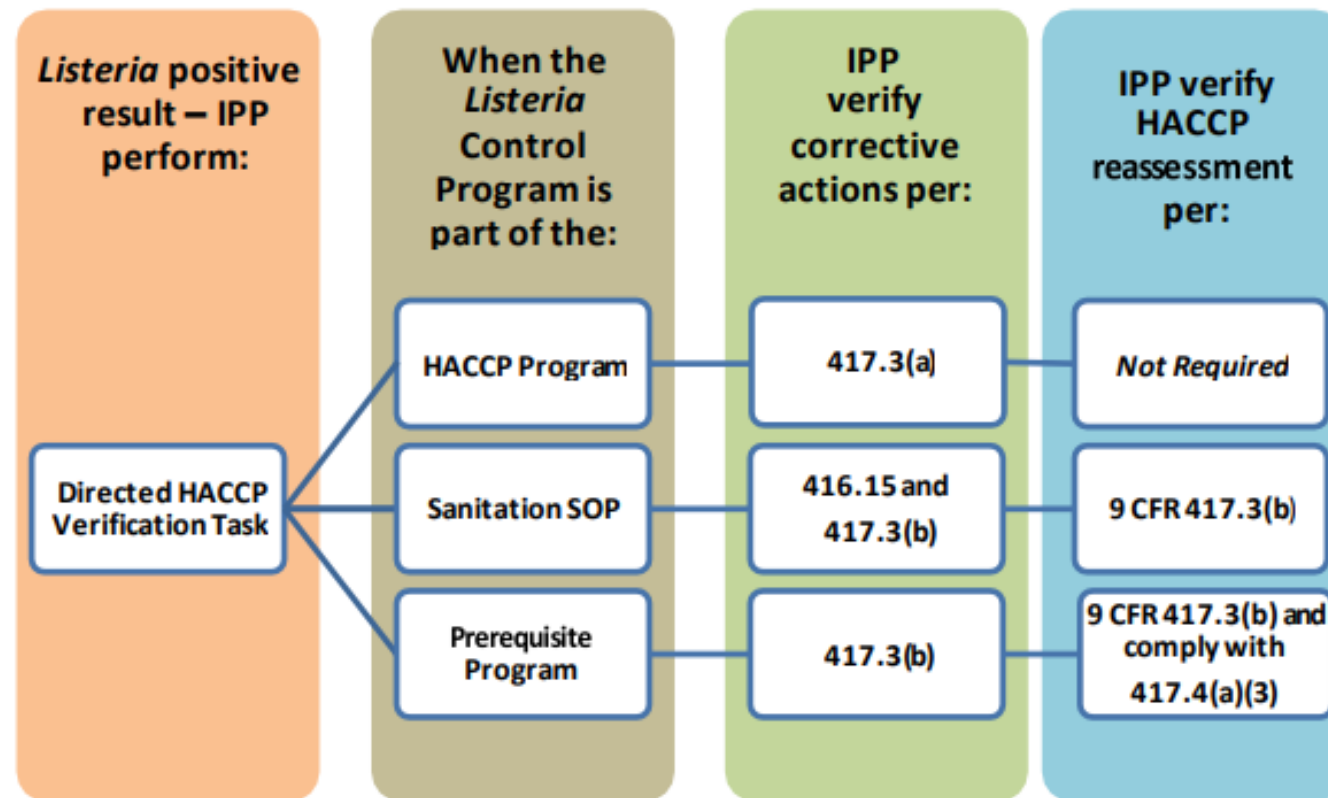 Listeria positive
result – IPP
perform:
When the
Listeria
Control
Program is
part of the:
IPP
verify
corrective
actions per:
IPP verify
HACCP
reassessment
per:
Directed HACCP
Verification Task
HACCP Program
417.3(a)
Not Required
Sanitation SOP
416.15 and
417.3(b)
9 CFR 417.3(b)
Prerequisite
Program
417.3(b)
9 CFR 417.3(b) and
comply with
417.4(a)(3)